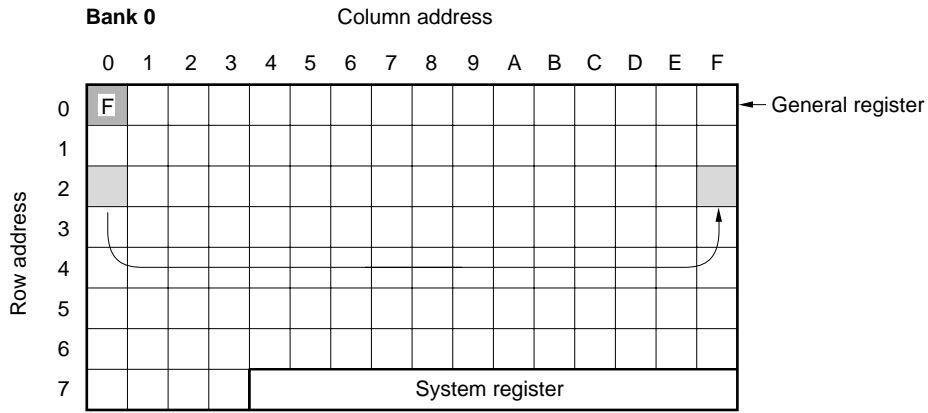 Bank 0 Column address
0 1 2 3 4 5 6 7 8 9 A B C D E F
0 F General register
1
2
3
4
5
6
7 System register
Row address